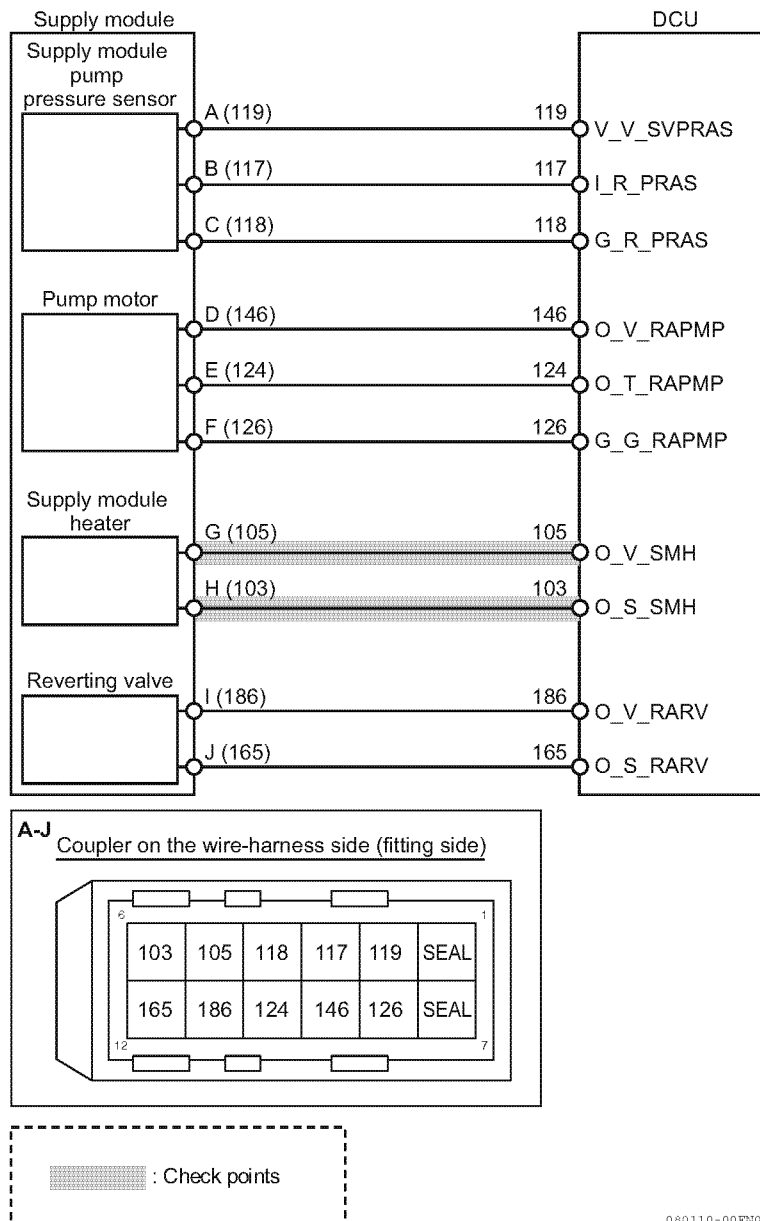 Supply module
DCU
Supply module
pump
pressure sensor
A (119)
119
V_V_SVPRAS
B (117)
117
I_R_PRAS
C (118)
118
G_R_PRAS
Pump motor
D (146)
146
O_V_RAPMP
E (124)
124
O_T_RAPMP
F (126)
126
G_G_RAPMP
Supply module
heater
G (105)
105
O_V_SMH
H (103)
103
O_S_SMH
Reverting valve
I (186)
186
O_V_RARV
J (165)
165
O_S_RARV
A-J
Coupler on the wire-harness side (fitting side)
6 1
103 105 118 117 119 SEAL
165 186 124 146 126 SEAL
12 7
: Check points